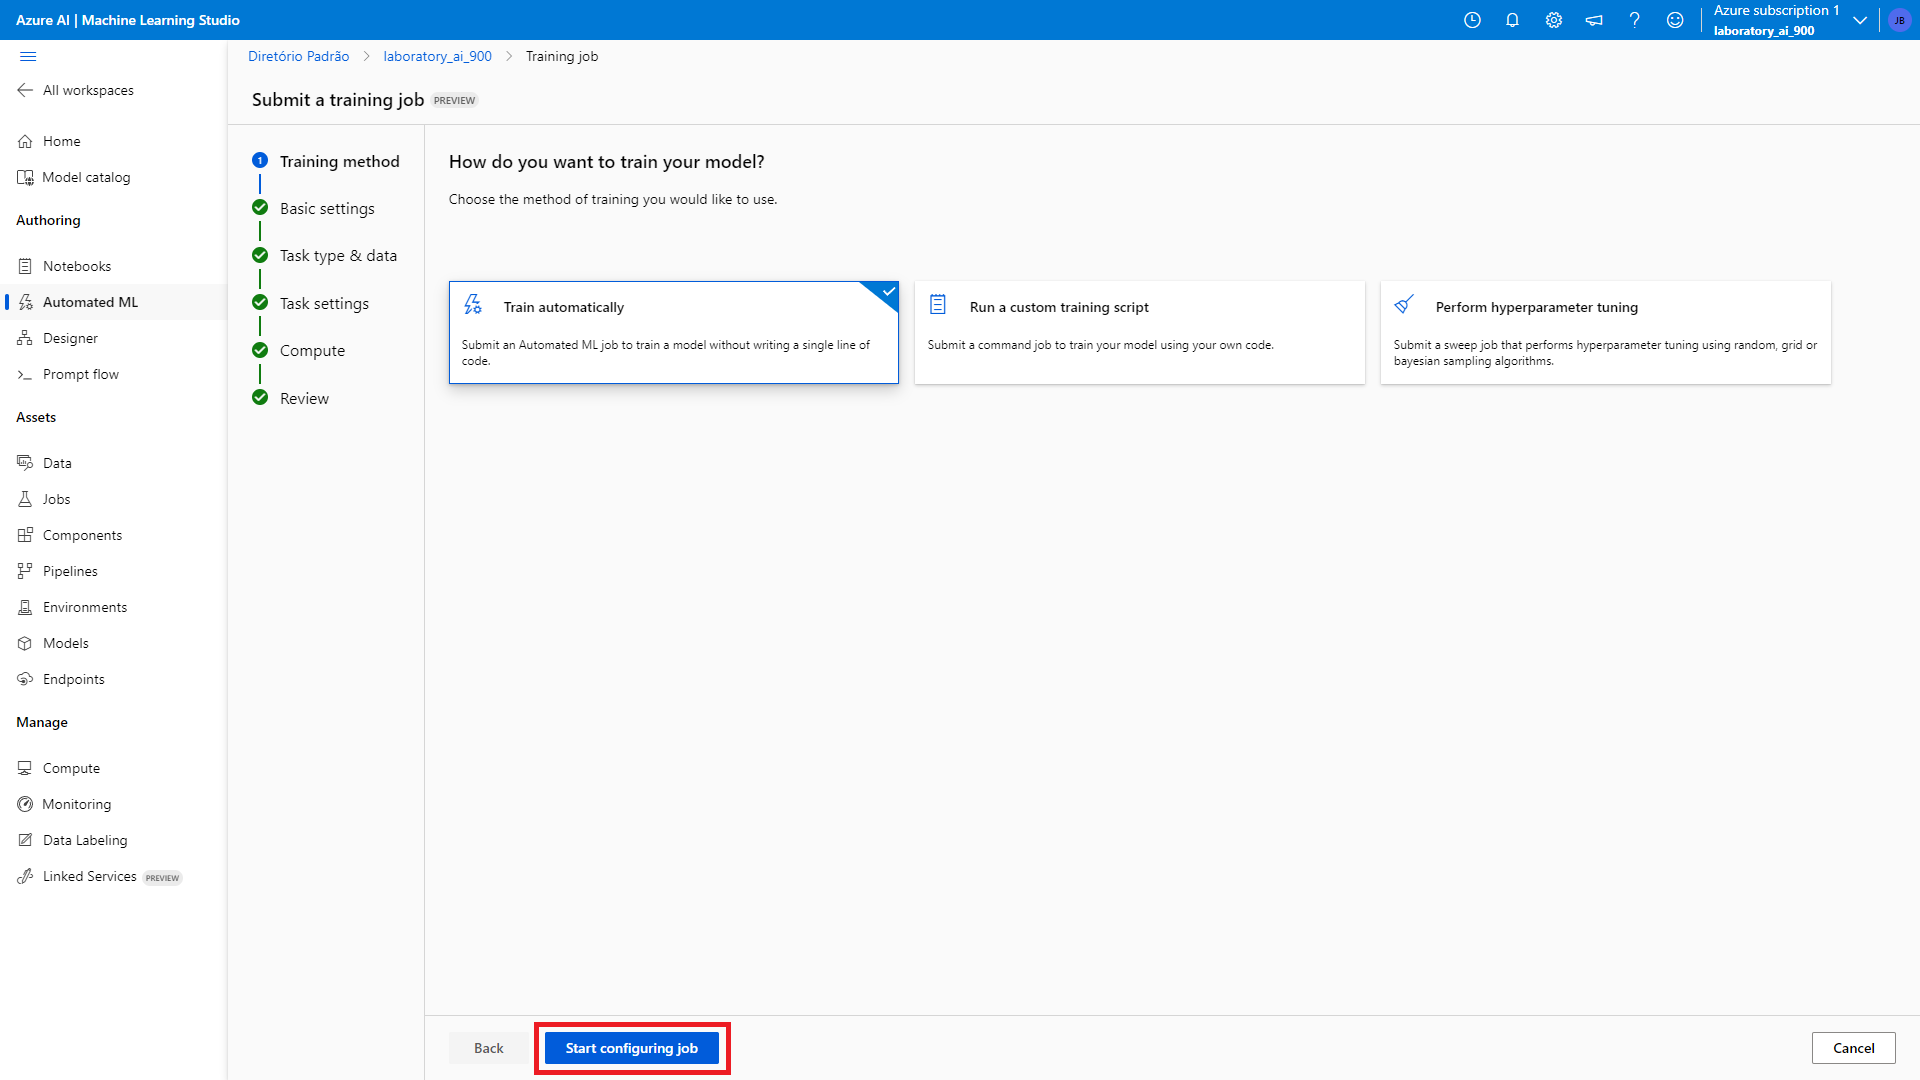 Azure AI | Machine Learning Studio
Azure subscription 1
laboratory_ai_900
JB
All workspaces
Home
Model catalog
Authoring
Notebooks
Automated ML
Designer
Prompt flow
Assets
Data
Jobs
Components
Pipelines
Environments
Models
Endpoints
Manage
Compute
Monitoring
Data Labeling
Linked Services PREVIEW
Diretório Padrão > laboratory_ai_900 > Training job
Submit a training job PREVIEW
1 Training method
Basic settings
Task type & data
Task settings
Compute
Review
How do you want to train your model?
Choose the method of training you would like to use.
Train automatically
Submit an Automated ML job to train a model without writing a single line of
code.
Run a custom training script
Submit a command job to train your model using your own code.
Perform hyperparameter tuning
Submit a sweep job that performs hyperparameter tuning using random, grid or
bayesian sampling algorithms.
Back
Start configuring job
Cancel